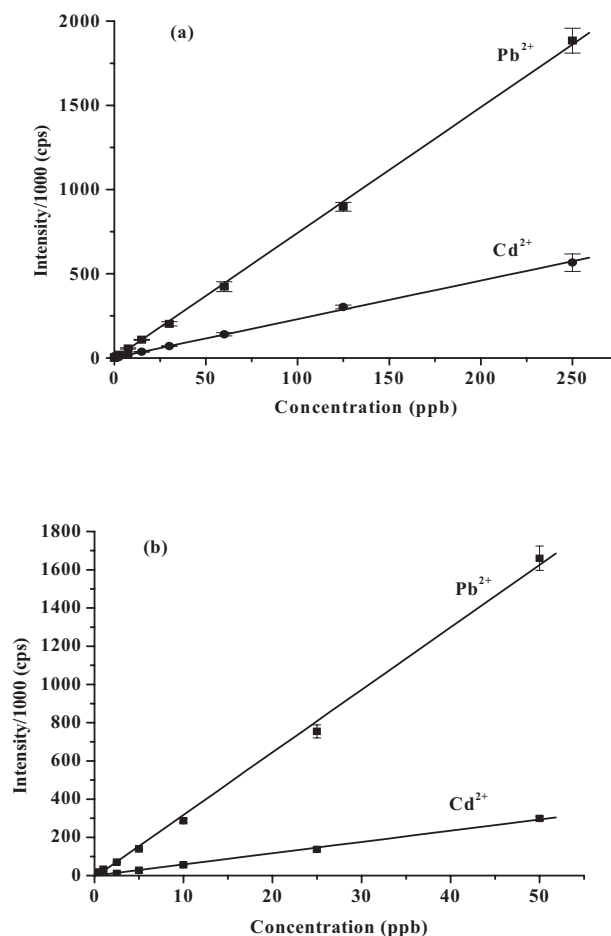 (a)
2000
1500
1000
500
0
Intensity/1000 (cps)
Pb2+
Cd2+
0 50 100 150 200 250
Concentration (ppb)
(b)
1800
1600
1400
1200
1000
800
600
400
200
0
Intensity/1000 (cps)
Pb2+
Cd2+
0 10 20 30 40 50
Concentration (ppb)